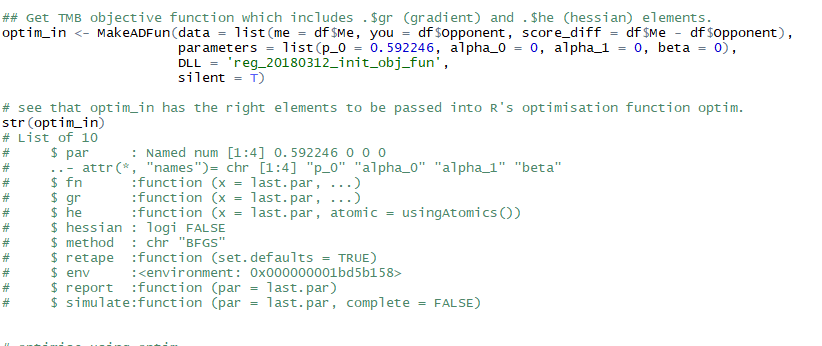 ## Get TMB objective function which includes .$gr (gradient) and .$he (hessian) elements.
optim_in <- MakeADFun(data = list(me = df$Me, you = df$Opponent, score_diff = df$Me - df$Opponent),
parameters = list(p_0 = 0.592246, alpha_0 = 0, alpha_1 = 0, beta = 0),
DLL = 'reg_20180312_init_obj_fun',
silent = T)
# see that optim_in has the right elements to be passed into R's optimisation function optim.
str(optim_in)
# List of 10
# $ par : Named num [1:4] 0.592246 0 0 0
# ..- attr(*, "names")= chr [1:4] "p_0" "alpha_0" "alpha_1" "beta"
# $ fn :function (x = last.par, ...)
# $ gr :function (x = last.par, ...)
# $ he :function (x = last.par, atomic = usingAtomics())
# $ hessian : logi FALSE
# $ method : chr "BFGS"
# $ retape :function (set.defaults = TRUE)
# $ env :<environment: 0x000000001bd5b158>
# $ report :function (par = last.par)
# $ simulate:function (par = last.par, complete = FALSE)